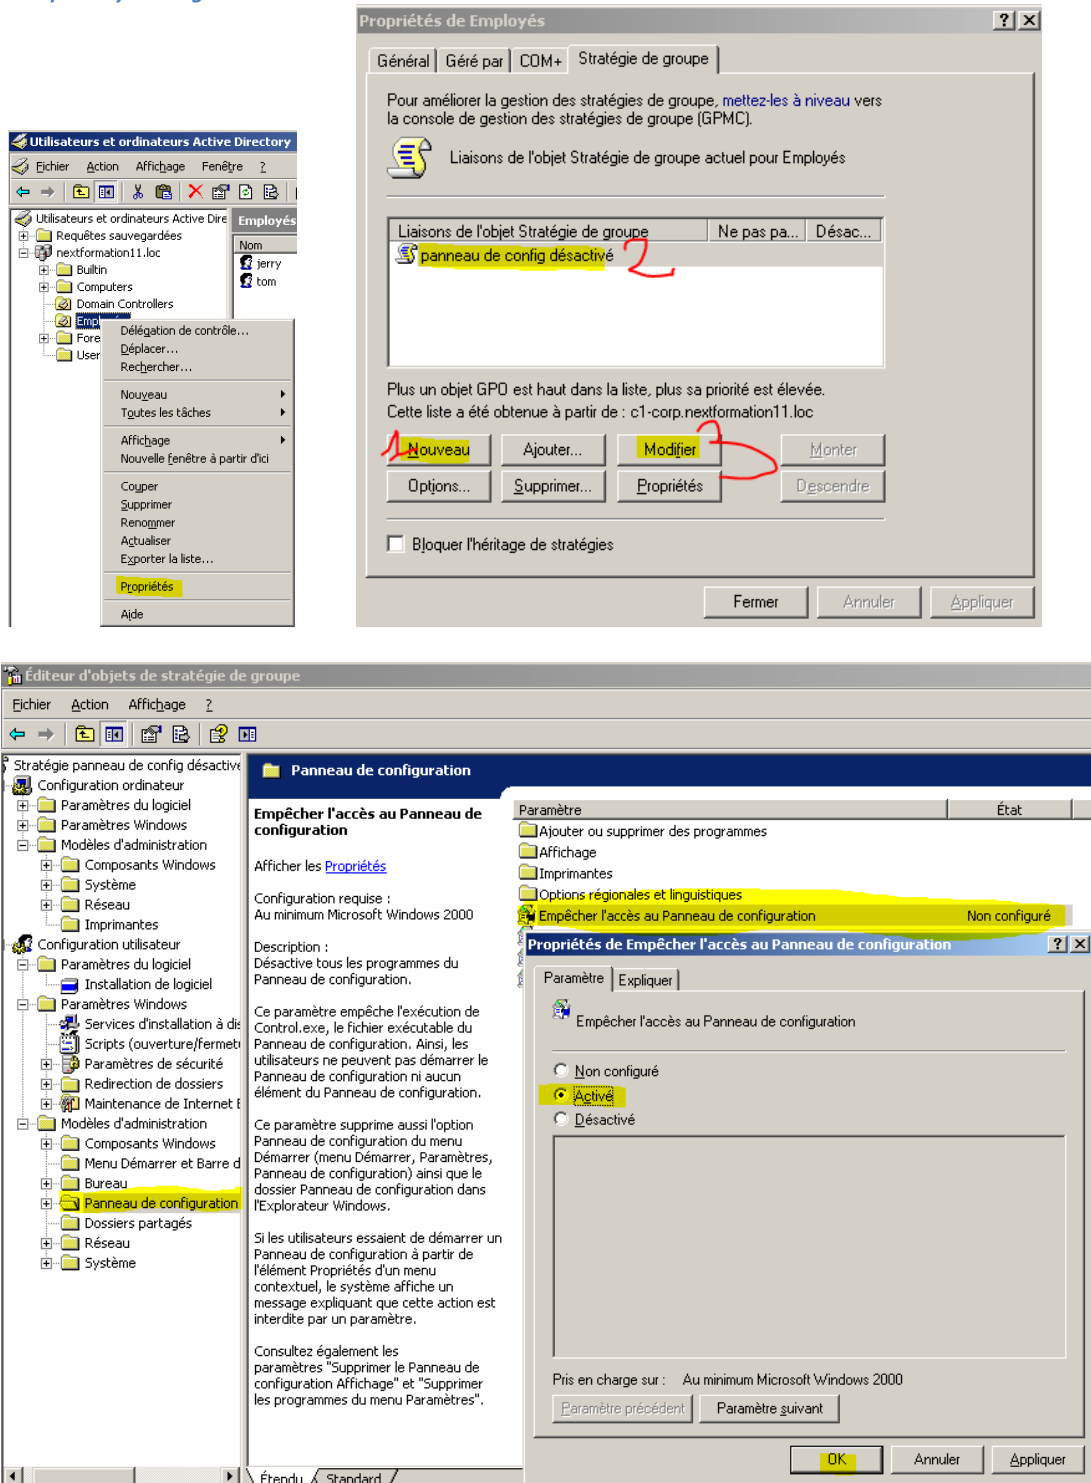 Propriétés de Employés
Général Géré par COM+ Stratégie de groupe
Pour améliorer la gestion des stratégies de groupe, mettez-les à niveau vers
la console de gestion des stratégies de groupe (GPMC).
Liaisons de l'objet Stratégie de groupe actuel pour Employés
Liaisons de l'objet Stratégie de groupe Ne pas pa... Désac...
panneau de config désactivé 2
Plus un objet GPO est haut dans la liste, plus sa priorité est élevée.
Cette liste a été obtenue à partir de : c1-corp.nextformation11.loc
1 Nouveau Ajouter... Modifier Monter
Options... Supprimer... Propriétés Descendre
Bloquer l'héritage de stratégies
Fermer Annuler Appliquer
Utilisateurs et ordinateurs Active Directory
Fichier Action Affichage Fenêtre ?
Utilisateurs et ordinateurs Active Dire
Requêtes sauvegardées
nextformation11.loc
Builtin
Computers
Domain Controllers
Emp
Fore
User
Employés
Nom
jerry
tom
Délégation de contrôle...
Déplacer...
Rechercher...
Nouveau
Toutes les tâches
Affichage
Nouvelle fenêtre à partir d'ici
Couper
Supprimer
Renommer
Actualiser
Exporter la liste...
Propriétés
Aide
Éditeur d'objets de stratégie de groupe
Fichier Action Affichage ?
Stratégie panneau de config désactivé
Configuration ordinateur
Paramètres du logiciel
Paramètres Windows
Modèles d'administration
Composants Windows
Système
Réseau
Imprimantes
Configuration utilisateur
Paramètres du logiciel
Installation de logiciel
Paramètres Windows
Services d'installation à dis
Scripts (ouverture/fermetu
Paramètres de sécurité
Redirection de dossiers
Maintenance de Internet E
Modèles d'administration
Composants Windows
Menu Démarrer et Barre d
Bureau
Panneau de configuration
Dossiers partagés
Réseau
Système
Panneau de configuration
Empêcher l'accès au Panneau de
configuration
Afficher les Propriétés
Configuration requise :
Au minimum Microsoft Windows 2000
Description :
Désactive tous les programmes du
Panneau de configuration.
Ce paramètre empêche l'exécution de
Control.exe, le fichier exécutable du
Panneau de configuration. Ainsi, les
utilisateurs ne peuvent pas démarrer le
Panneau de configuration ni aucun
élément du Panneau de configuration.
Ce paramètre supprime aussi l'option
Panneau de configuration du menu
Démarrer (menu Démarrer, Paramètres,
Panneau de configuration) ainsi que le
dossier Panneau de configuration dans
l'Explorateur Windows.
Si les utilisateurs essaient de démarrer un
Panneau de configuration à partir de
l'élément Propriétés d'un menu
contextuel, le système affiche un
message expliquant que cette action est
interdite par un paramètre.
Consultez également les
paramètres "Supprimer le Panneau de
configuration Affichage" et "Supprimer
les programmes du menu Paramètres".
Étendu Standard
Paramètre État
Ajouter ou supprimer des programmes
Affichage
Imprimantes
Options régionales et linguistiques
Empêcher l'accès au Panneau de configuration Non configuré
Propriétés de Empêcher l'accès au Panneau de configuration
Paramètre Expliquer
Empêcher l'accès au Panneau de configuration
Non configuré
Activé
Désactivé
Pris en charge sur : Au minimum Microsoft Windows 2000
Paramètre précédent Paramètre suivant
OK Annuler Appliquer